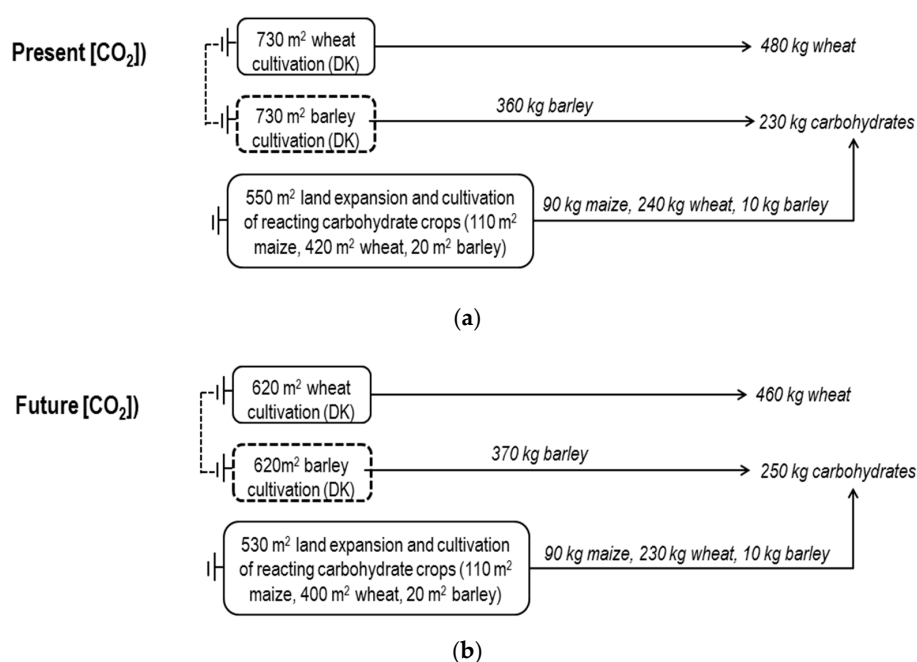 Present [CO₂])
730 m² wheat
cultivation (DK)
480 kg wheat
730 m² barley
cultivation (DK)
360 kg barley
230 kg carbohydrates
550 m² land expansion and cultivation
of reacting carbohydrate crops (110 m²
maize, 420 m² wheat, 20 m² barley)
90 kg maize, 240 kg wheat, 10 kg barley
(a)
Future [CO₂])
620 m² wheat
cultivation (DK)
460 kg wheat
620m² barley
cultivation (DK)
370 kg barley
250 kg carbohydrates
530 m² land expansion and cultivation
of reacting carbohydrate crops (110 m²
maize, 400 m² wheat, 20 m² barley)
90 kg maize, 230 kg wheat, 10 kg barley
(b)